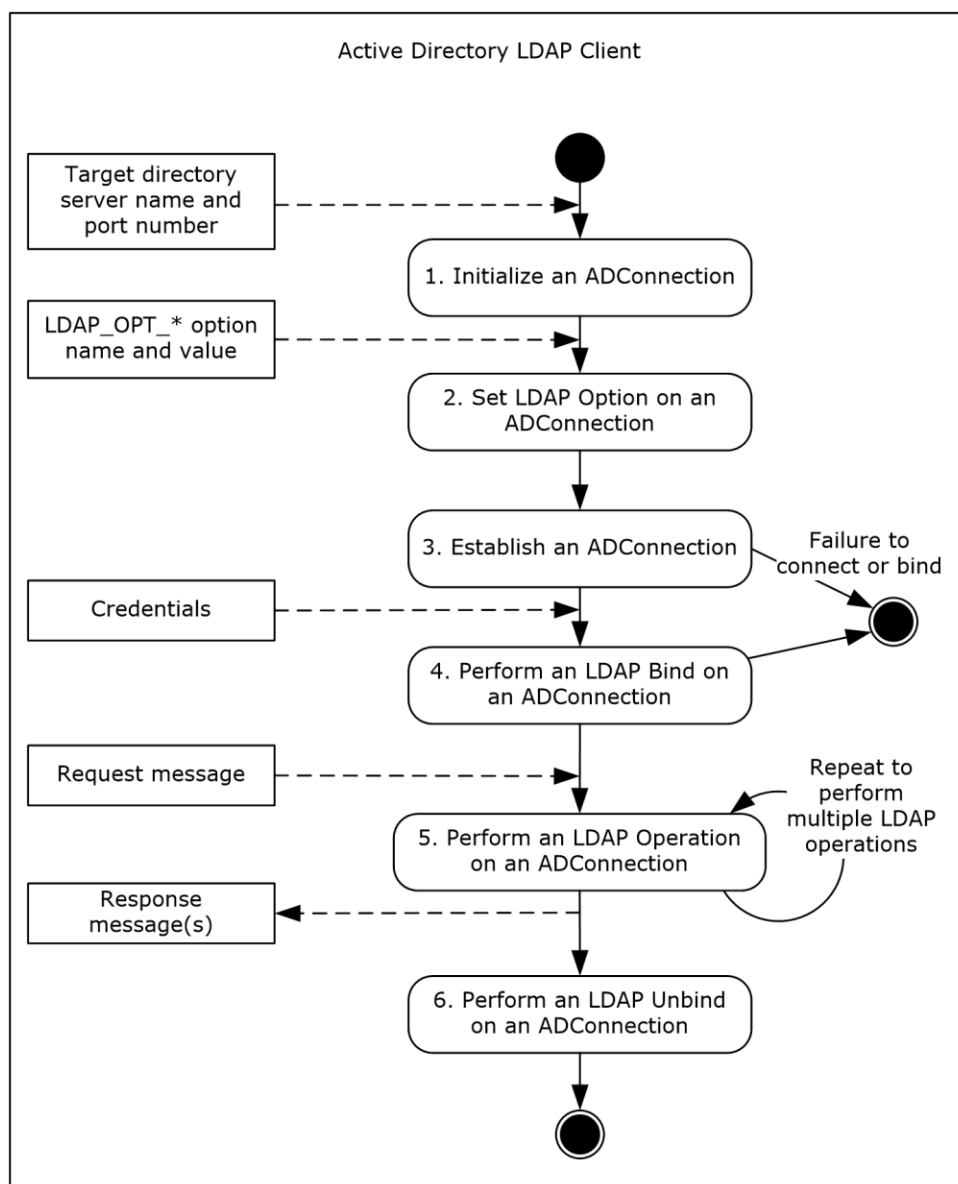 Active Directory LDAP Client
Target directory
server name and
port number
1. Initialize an ADConnection
LDAP_OPT_* option
name and value
2. Set LDAP Option on an
ADConnection
3. Establish an ADConnection
Failure to
connect or bind
Credentials
4. Perform an LDAP Bind on
an ADConnection
Request message
Repeat to
perform
multiple LDAP
operations
5. Perform an LDAP Operation
on an ADConnection
Response
message(s)
6. Perform an LDAP Unbind
on an ADConnection